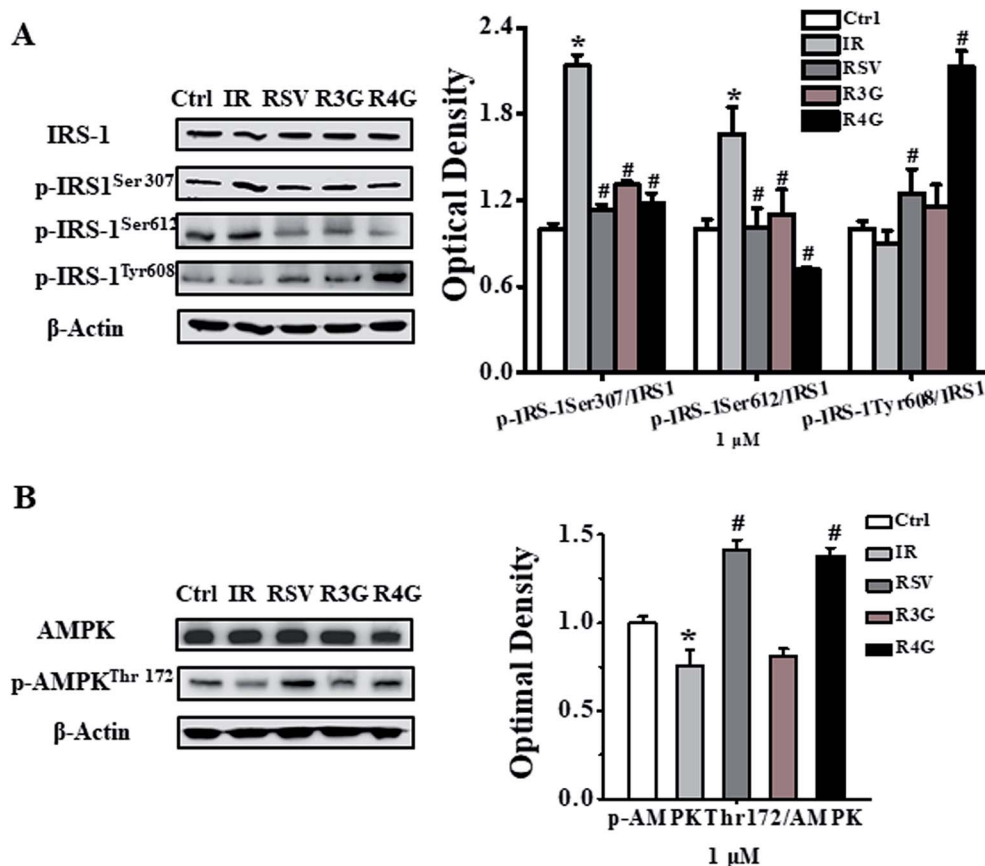 A
Ctrl IR RSV R3G R4G
IRS-1
p-IRS1Ser307
p-IRS-1Ser612
p-IRS-1Tyr608
β-Actin
Optical Density
2.4
1.8
1.2
0.6
0.0
*
#
#
#
*
#
#
#
#
#
Ctrl
IR
RSV
R3G
R4G
p-IRS-1Ser307/IRS1
p-IRS-1Ser612/IRS1
p-IRS-1Tyr608/IRS1
1 μM
B
Ctrl IR RSV R3G R4G
AMPK
p-AMPKThr 172
β-Actin
Optimal Density
1.5
1.0
0.5
0.0
*
#
#
Ctrl
IR
RSV
R3G
R4G
p-AMPKThr172/AMPK
1 μM